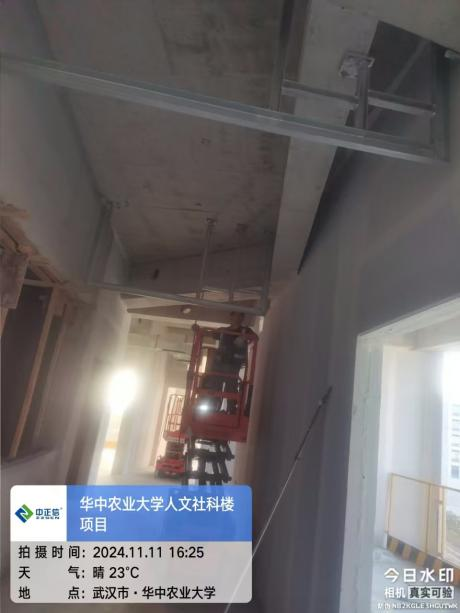 中正信
ZZXCN
华中农业大学人文社科楼
项目
拍摄时间: 2024.11.11 16:25
天 气: 晴 23°C
地 点: 武汉市·华中农业大学
今日水印
相机 真实可验